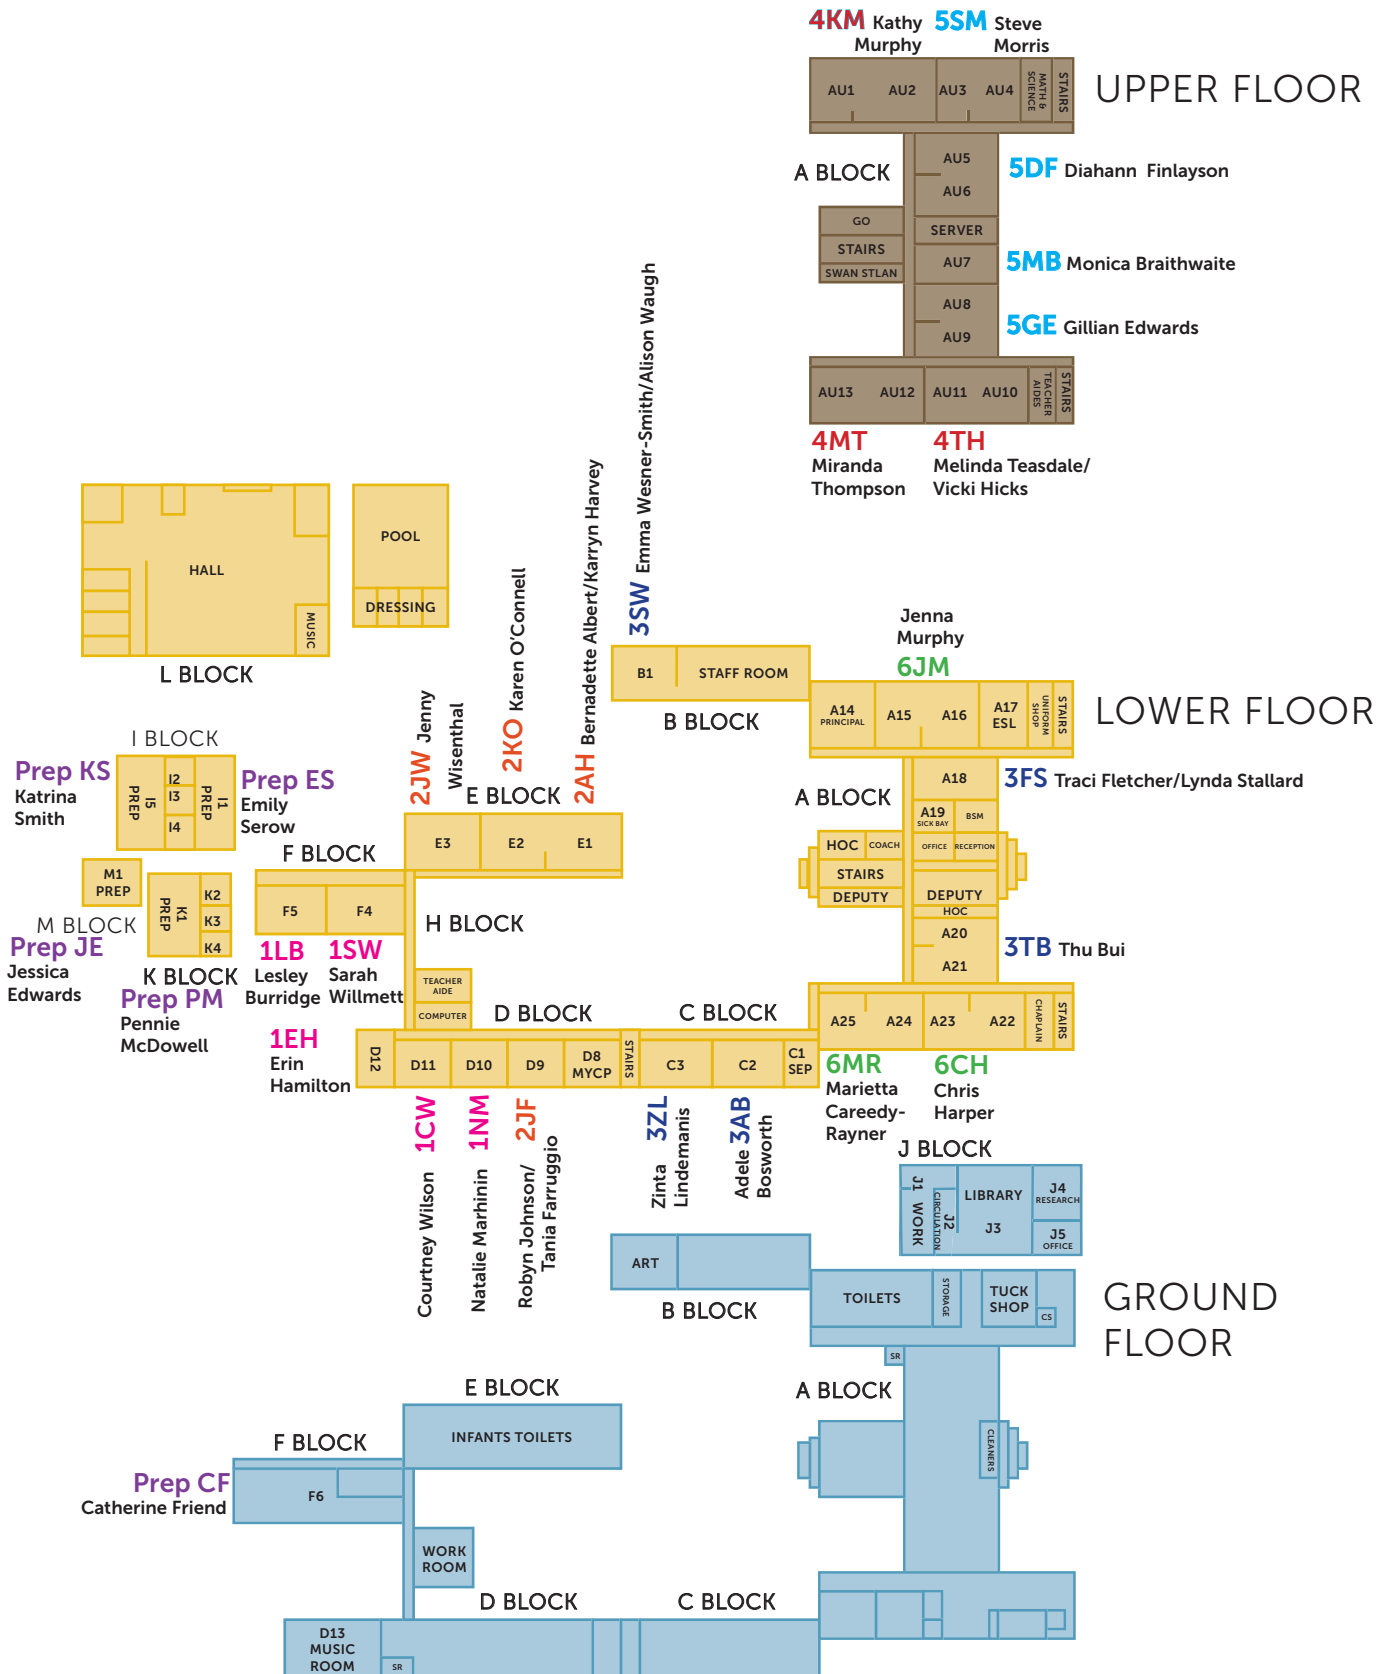 4KM Kathy
Murphy
5SM Steve
Morris
AU1
AU2
AU3
AU4
MATH &
SCIENCE
STAIRS
UPPER FLOOR
A BLOCK
AU5
AU6
5DF Diahann Finlayson
GO
STAIRS
SWAN STLAN
SERVER
AU7
5MB Monica Braithwaite
AU8
AU9
5GE Gillian Edwards
AU13
AU12
AU11
AU10
TEACHER
AIDES
STAIRS
4MT
Miranda
Thompson
4TH
Melinda Teasdale/
Vicki Hicks
HALL
MUSIC
L BLOCK
POOL
DRESSING
3SW Emma Wesner-Smith/Alison Waugh
B1
STAFF ROOM
B BLOCK
Jenna
Murphy
6JM
A14
PRINCIPAL
A15
A16
A17
ESL
UNIFORM
SHOP
STAIRS
LOWER FLOOR
A BLOCK
A18
3FS Traci Fletcher/Lynda Stallard
A19
SICK BAY
BSM
HOC
COACH
OFFICE
RECEPTION
STAIRS
DEPUTY
DEPUTY
HOC
A20
A21
3TB Thu Bui
A25
A24
A23
A22
CHAPLAIN
STAIRS
6MR
Marietta
Careedy-
Rayner
6CH
Chris
Harper
I BLOCK
Prep KS
Katrina
Smith
I5
PREP
I2
I3
I4
I1
PREP
Prep ES
Emily
Serow
M1
PREP
M BLOCK
Prep JE
Jessica
Edwards
K1
PREP
K2
K3
K4
K BLOCK
Prep PM
Pennie
McDowell
2JW Jenny
Wisenthal
2KO Karen O'Connell
2AH Bernadette Albert/Karryn Harvey
E BLOCK
E3
E2
E1
F BLOCK
F5
F4
1LB
Lesley
Burridge
1SW
Sarah
Willmett
H BLOCK
TEACHER
AIDE
COMPUTER
1EH
Erin
Hamilton
D BLOCK
C BLOCK
D12
D11
D10
D9
D8
MYCP
STAIRS
C3
C2
C1
SEP
Courtney Wilson 1CW
Natalie Marhinin 1NM
2JF
Robyn Johnson/
Tania Farruggio
Zinta 3ZL
Lindemanis
Adele 3AB
Bosworth
J BLOCK
J1 WORK
J2
CIRCULATION
LIBRARY
J3
J4
RESEARCH
J5
OFFICE
GROUND
FLOOR
ART
B BLOCK
TOILETS
STORAGE
TUCK
SHOP
CS
SR
A BLOCK
CLEANERS
E BLOCK
INFANTS TOILETS
F BLOCK
Prep CF
Catherine Friend
F6
WORK
ROOM
D BLOCK
C BLOCK
D13
MUSIC
ROOM
SR